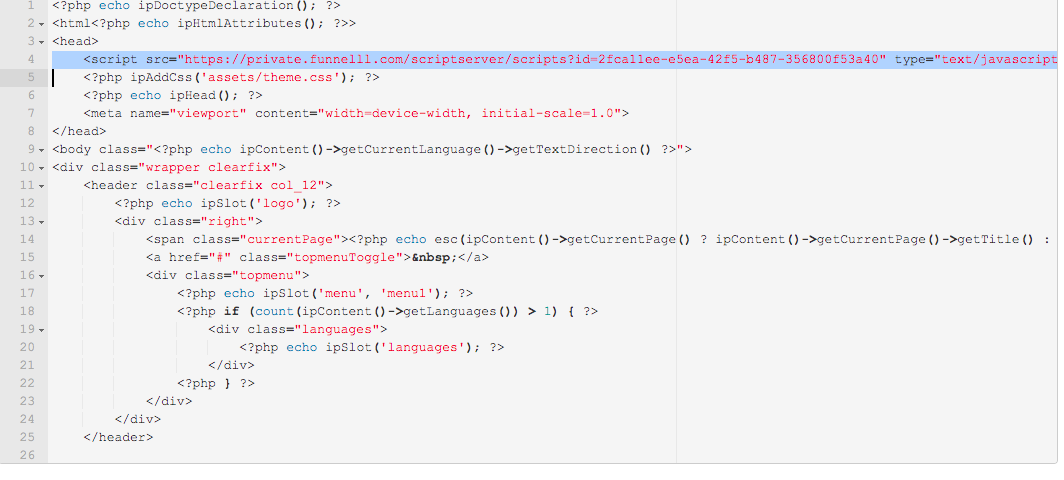 1 <?php echo ipDoctypeDeclaration(); ?>
2 <html<?php echo ipHtmlAttributes(); ?>>
3 <head>
4     <script src="https://private.funnelll.com/scriptserver/scripts?id=2fca11ee-e5ea-42f5-b487-356800f53a40" type="text/javascript
5     <?php ipAddCss('assets/theme.css'); ?>
6     <?php echo ipHead(); ?>
7     <meta name="viewport" content="width=device-width, initial-scale=1.0">
8 </head>
9 <body class="<?php echo ipContent()->getCurrentLanguage()->getTextDirection() ?>">
10 <div class="wrapper clearfix">
11     <header class="clearfix col_12">
12         <?php echo ipSlot('logo'); ?>
13         <div class="right">
14             <span class="currentPage"><?php echo esc(ipContent()->getCurrentPage() ? ipContent()->getCurrentPage()->getTitle() :
15             <a href="#" class="topmenuToggle">&nbsp;</a>
16             <div class="topmenu">
17                 <?php echo ipSlot('menu', 'menu1'); ?>
18                 <?php if (count(ipContent()->getLanguages()) > 1) { ?>
19                     <div class="languages">
20                         <?php echo ipSlot('languages'); ?>
21                     </div>
22                 <?php } ?>
23             </div>
24         </div>
25     </header>
26